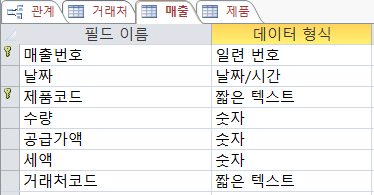 관계 거래처 매출 제품
필드 이름 데이터 형식
매출번호 일련 번호
날짜 날짜/시간
제품코드 짧은 텍스트
수량 숫자
공급가액 숫자
세액 숫자
거래처코드 짧은 텍스트